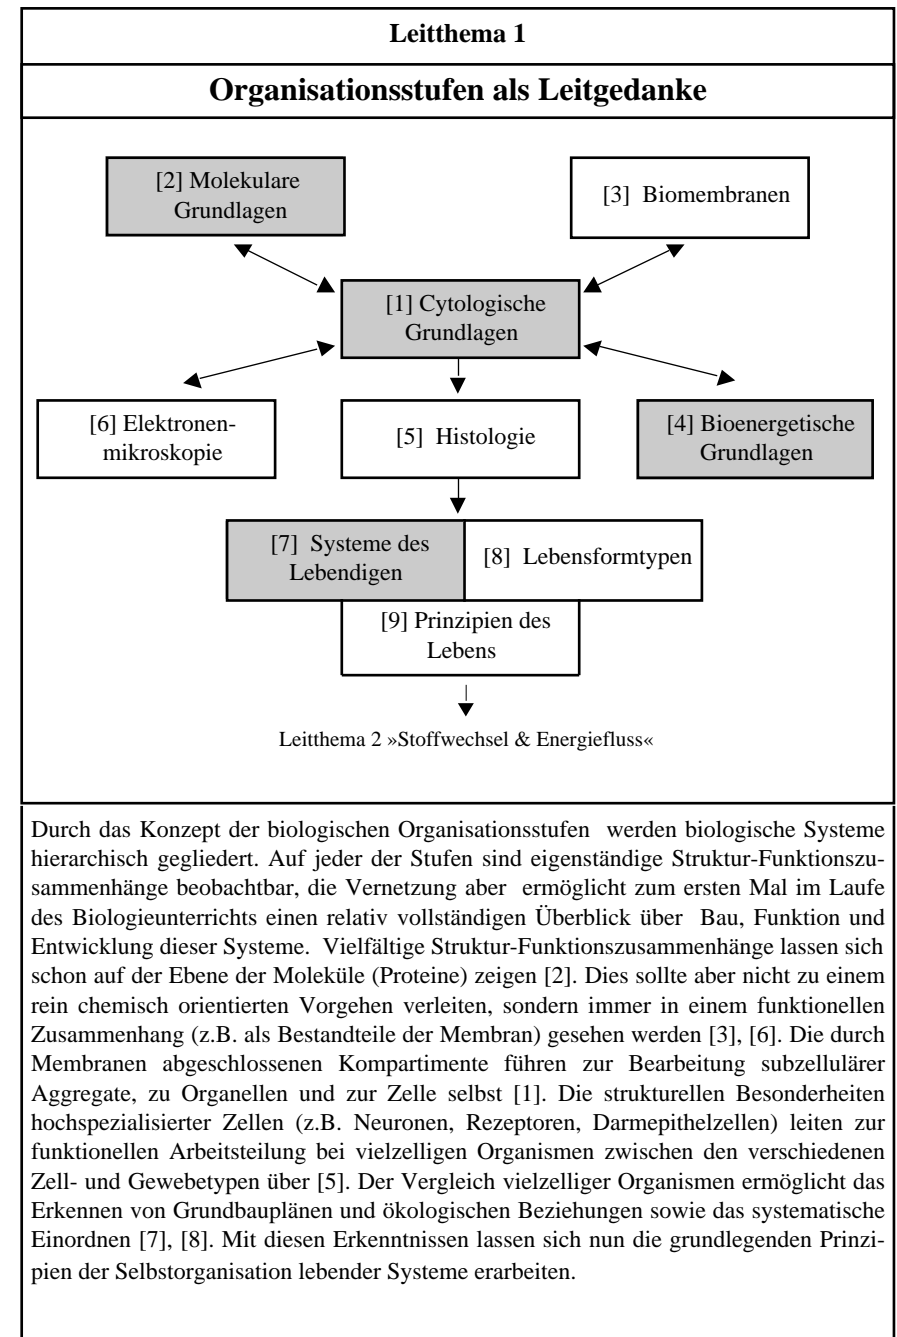 Leitthema 1
Organisationsstufen als Leitgedanke
[2] Molekulare
Grundlagen
[3] Biomembranen
[1] Cytologische
Grundlagen
[6] Elektronen-
mikroskopie
[5] Histologie
[4] Bioenergetische
Grundlagen
[7] Systeme des
Lebendigen
[8] Lebensformtypen
[9] Prinzipien des
Lebens
Leitthema 2 »Stoffwechsel & Energiefluss«
Durch das Konzept der biologischen Organisationsstufen werden biologische Systeme
hierarchisch gegliedert. Auf jeder der Stufen sind eigenständige Struktur-Funktionszu-
sammenhänge beobachtbar, die Vernetzung aber ermöglicht zum ersten Mal im Laufe
des Biologieunterrichts einen relativ vollständigen Überblick über Bau, Funktion und
Entwicklung dieser Systeme. Vielfältige Struktur-Funktionszusammenhänge lassen sich
schon auf der Ebene der Moleküle (Proteine) zeigen [2]. Dies sollte aber nicht zu einem
rein chemisch orientierten Vorgehen verleiten, sondern immer in einem funktionellen
Zusammenhang (z.B. als Bestandteile der Membran) gesehen werden [3], [6]. Die durch
Membranen abgeschlossenen Kompartimente führen zur Bearbeitung subzellulärer
Aggregate, zu Organellen und zur Zelle selbst [1]. Die strukturellen Besonderheiten
hochspezialisierter Zellen (z.B. Neuronen, Rezeptoren, Darmepithelzellen) leiten zur
funktionellen Arbeitsteilung bei vielzelligen Organismen zwischen den verschiedenen
Zell- und Gewebetypen über [5]. Der Vergleich vielzelliger Organismen ermöglicht das
Erkennen von Grundbauplänen und ökologischen Beziehungen sowie das systematische
Einordnen [7], [8]. Mit diesen Erkenntnissen lassen sich nun die grundlegenden Prinzi-
pien der Selbstorganisation lebender Systeme erarbeiten.